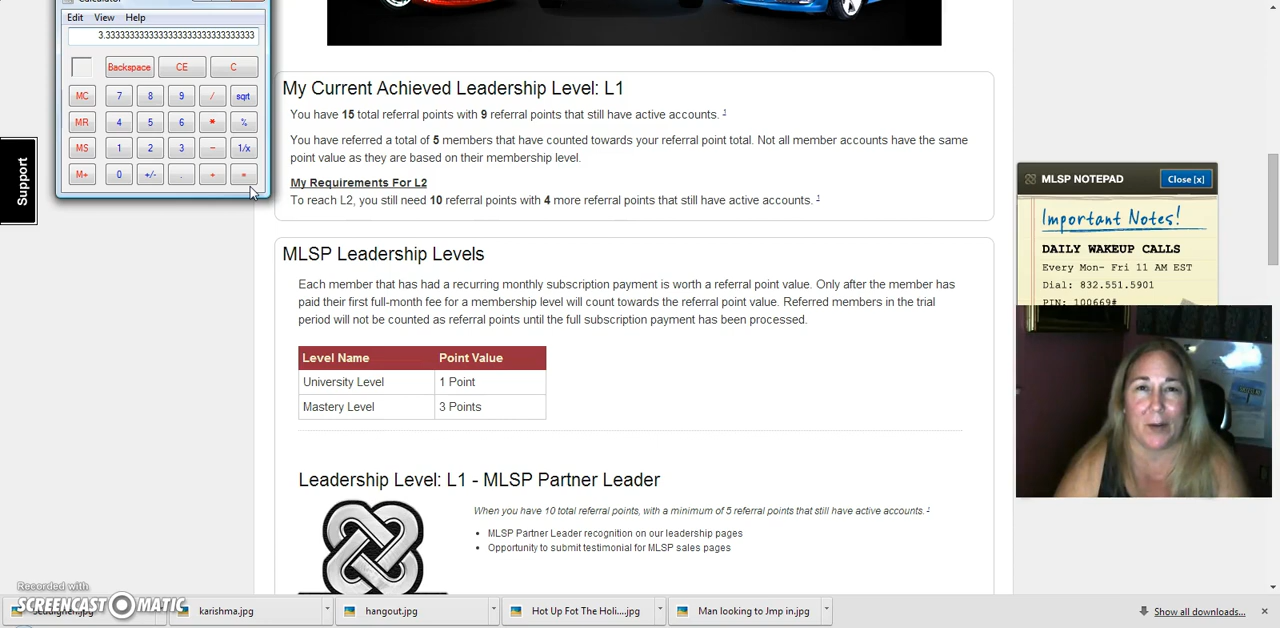 Edit View Help
3.33333333333333333333333333333333
Backspace CE C
MC 7 8 9 / sqrt
MR 4 5 6 * %
MS 1 2 3 - 1/x
M+ 0 +/- . + =
Support
My Current Achieved Leadership Level: L1
You have 15 total referral points with 9 referral points that still have active accounts. 1
You have referred a total of 5 members that have counted towards your referral point total. Not all member accounts have the same
point value as they are based on their membership level.
My Requirements For L2
To reach L2, you still need 10 referral points with 4 more referral points that still have active accounts. 1
MLSP Leadership Levels
Each member that has had a recurring monthly subscription payment is worth a referral point value. Only after the member has
paid their first full-month fee for a membership level will count towards the referral point value. Referred members in the trial
period will not be counted as referral points until the full subscription payment has been processed.
Level Name Point Value
University Level 1 Point
Mastery Level 3 Points
Leadership Level: L1 - MLSP Partner Leader
When you have 10 total referral points, with a minimum of 5 referral points that still have active accounts.
• MLSP Partner Leader recognition on our leadership pages
• Opportunity to submit testimonial for MLSP sales pages
MLSP NOTEPAD Close [x]
Important Notes!
DAILY WAKEUP CALLS
Every Mon- Fri 11 AM EST
Dial: 832.551.5901
PIN: 100669#
Recorded with
SCREENCAST-O-MATIC
karishma.jpg
hangout.jpg
Hot Up Fot The Holi....jpg
Man looking to Jmp in.jpg
Show all downloads...